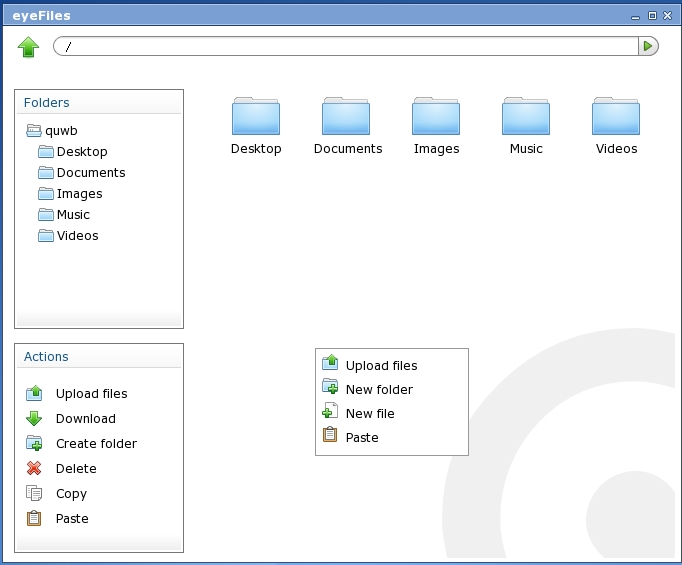 eyeFiles
/
Folders
quwb
Desktop
Documents
Images
Music
Videos
Desktop
Documents
Images
Music
Videos
Actions
Upload files
Download
Create folder
Delete
Copy
Paste
Upload files
New folder
New file
Paste